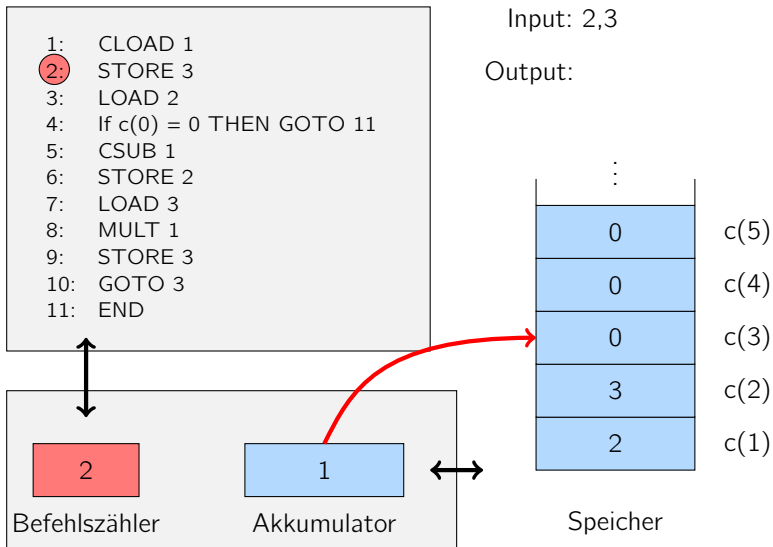 1: CLOAD 1
2: STORE 3
3: LOAD 2
4: If c(0) = 0 THEN GOTO 11
5: CSUB 1
6: STORE 2
7: LOAD 3
8: MULT 1
9: STORE 3
10: GOTO 3
11: END
Input: 2,3
Output:
⋮
0 c(5)
0 c(4)
0 c(3)
3 c(2)
2 c(1)
2 1
Befehlszähler Akkumulator Speicher